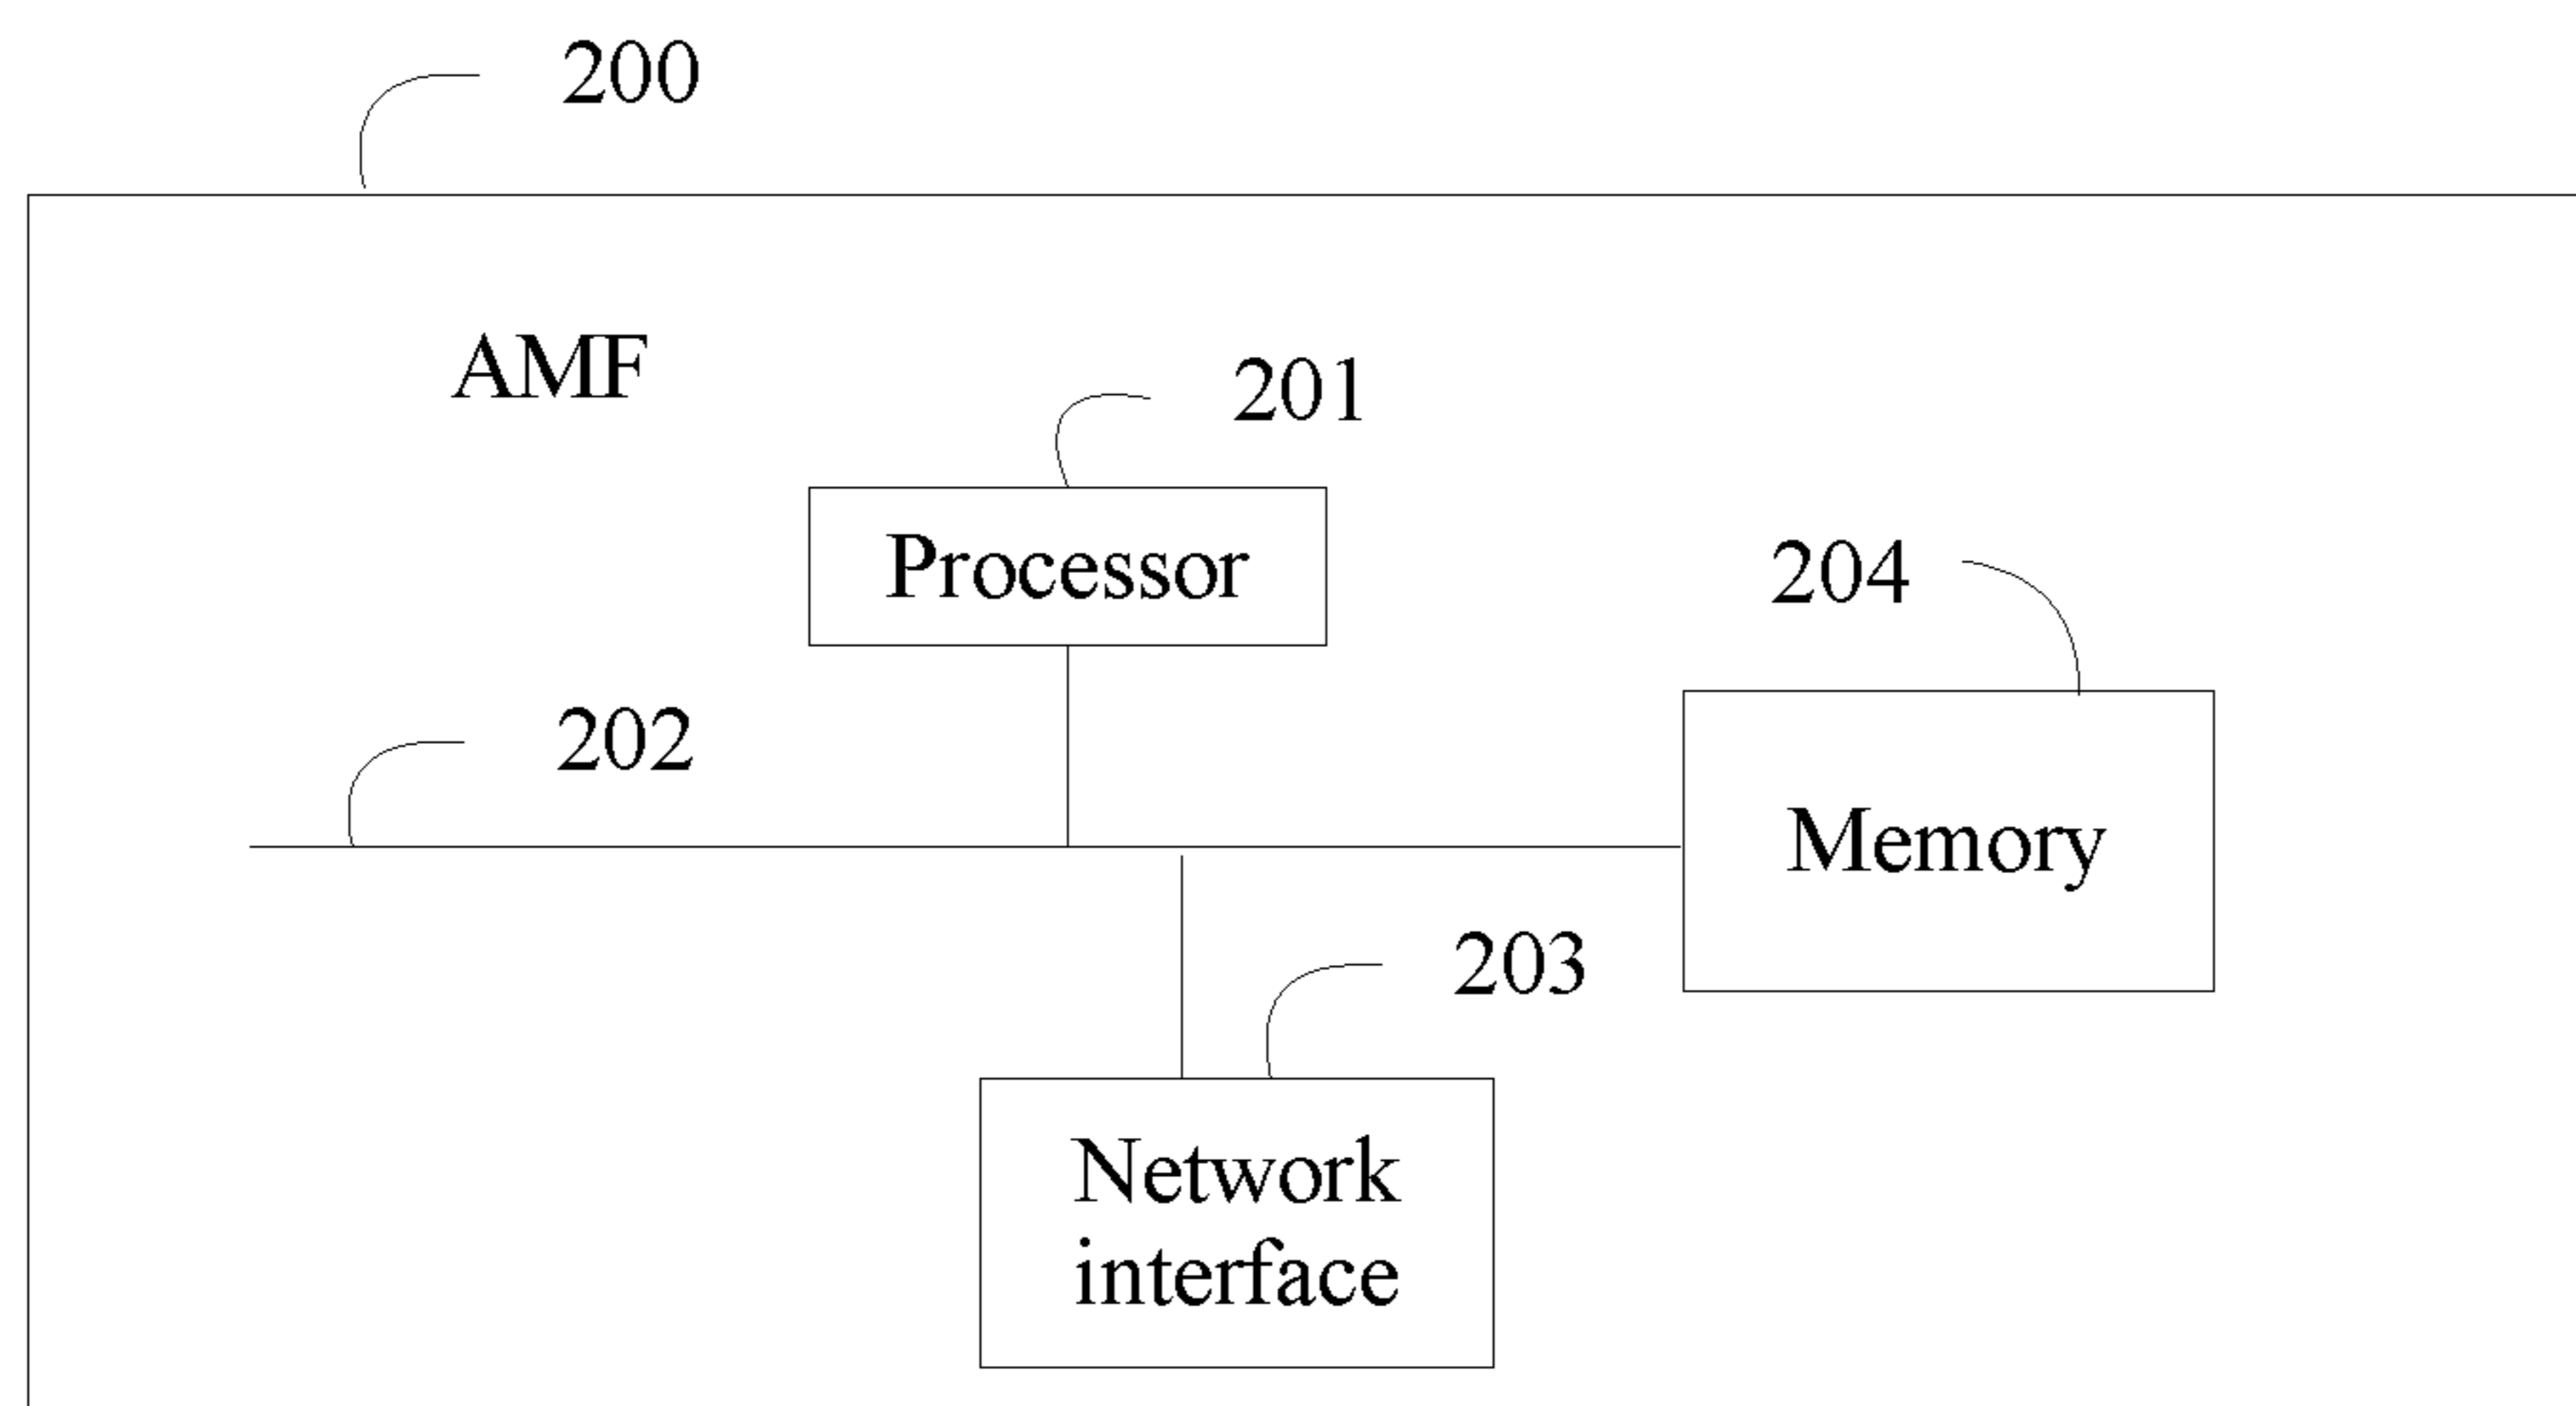 200
AMF
201
Processor
204
202
Memory
203
Network
interface